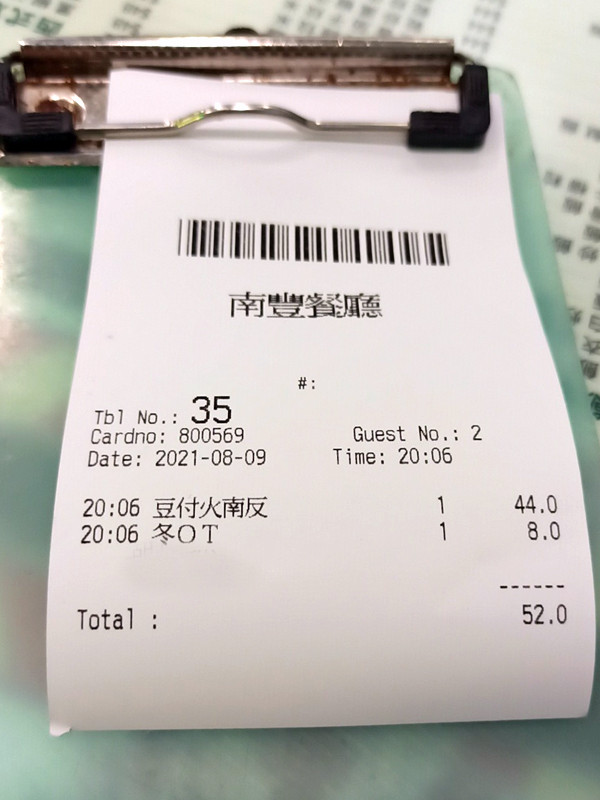 南豐餐廳
#:
Tbl No.: 35
Cardno: 800569 Guest No.: 2
Date: 2021-08-09 Time: 20:06
20:06 豆付火南反 1 44.0
20:06 冬OT 1 8.0
------
Total : 52.0